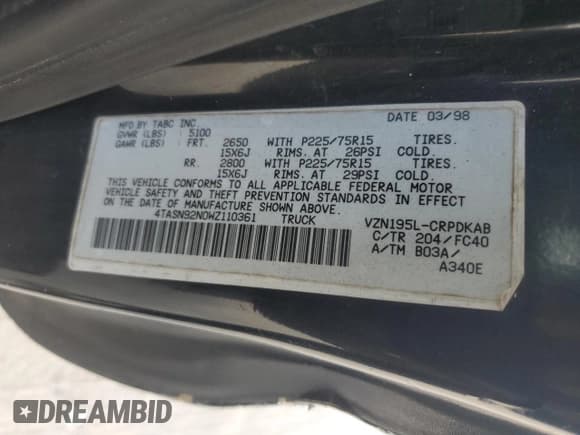 MFD BY TABC INC. DATE 03/98
GVWR (LBS) 5100
GAWR (LBS) FRT. 2650 WITH P225/75R15 TIRES.
15X6J RIMS. AT 26PSI COLD.
RR. 2800 WITH P225/75R15 TIRES.
15X6J RIMS. AT 29PSI COLD.
THIS VEHICLE CONFORMS TO ALL APPLICABLE FEDERAL MOTOR
VEHICLE SAFETY AND THEFT PREVENTION STANDARDS IN EFFECT
ON THE DATE OF MANUFACTURE SHOWN ABOVE.
4TASN92N0WZ110361 TRUCK
VZN195L-CRPDKAB
C/TR 204/FC40
A/TM B03A/
A340E
DREAMBID